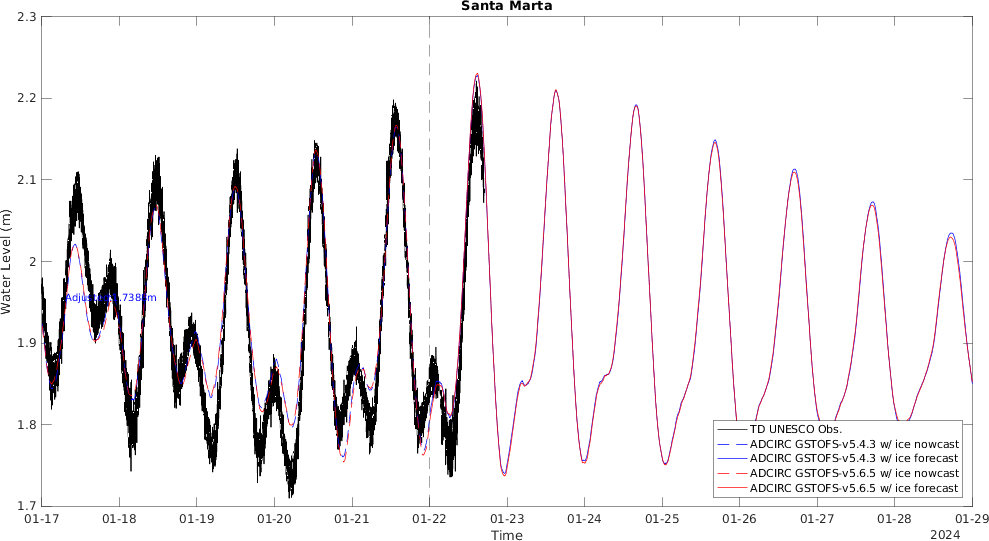 Santa Marta
2.3
2.2
2.1
2
1.9
1.8
1.7
Water Level (m)
01-17
01-18
01-19
01-20
01-21
01-22
01-23
01-24
01-25
01-26
01-27
01-28
01-29
Time
2024
TD UNESCO Obs.
ADCIRC GSTOFS-v5.4.3 w/ ice nowcast
ADCIRC GSTOFS-v5.4.3 w/ ice forecast
ADCIRC GSTOFS-v5.6.5 w/ ice nowcast
ADCIRC GSTOFS-v5.6.5 w/ ice forecast